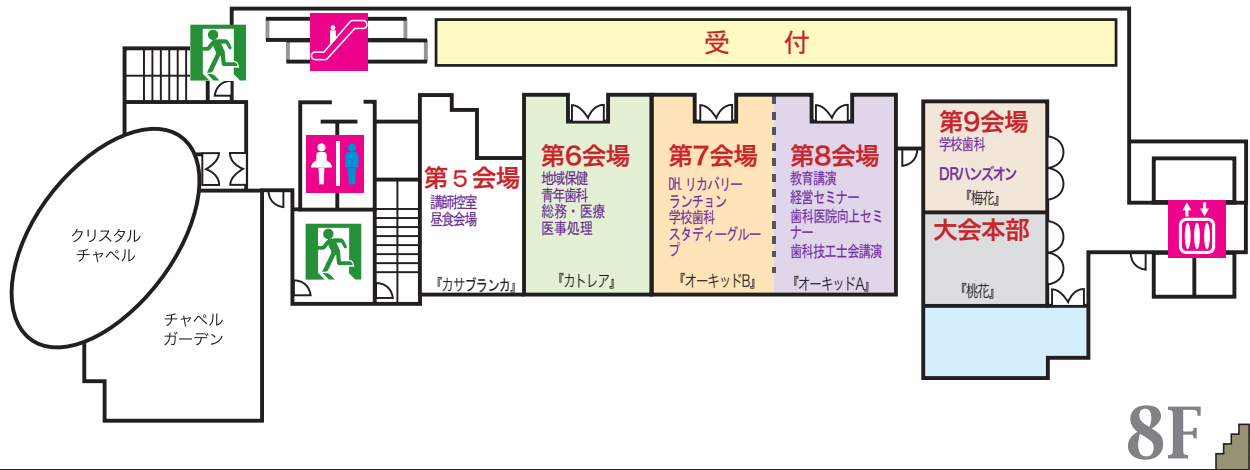 受　付
第５会場
講師控室
昼食会場
『カサブランカ』
第6会場
地域保健
青年歯科
総務・医療
医事処理
『カトレア』
第7会場
DH. リカバリー
ランチョン
学校歯科
スタディーグルー
プ
『オーキッドB』
第8会場
教育講演
経営セミナー
歯科医院向上セミ
ナー
歯科技工士会講演
『オーキッドA』
第9会場
学校歯科
DRハンズオン
『梅花』
大会本部
『桃花』
クリスタル
チャペル
チャペル
ガーデン
8F